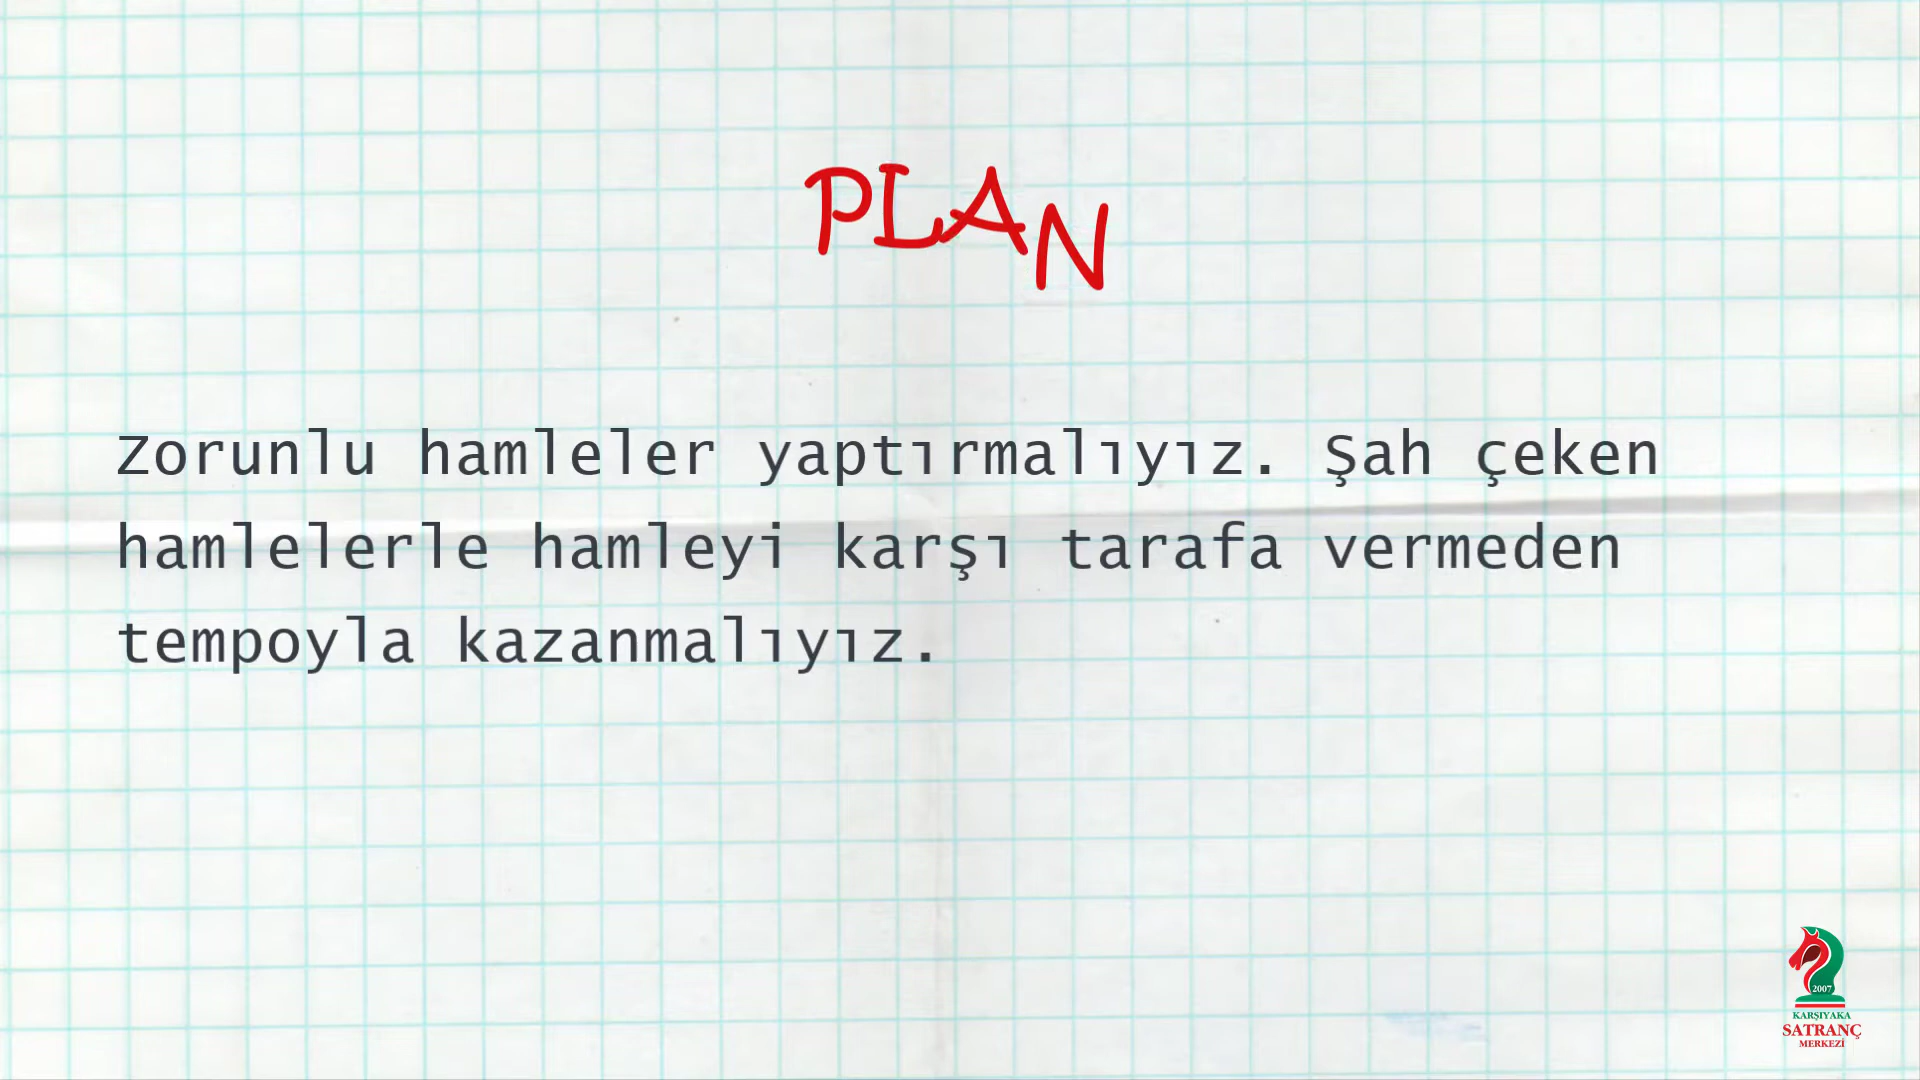 PLAN
Zorunlu hamleler yaptırmalıyız. Şah çeken
hamlelerle hamleyi karşı tarafa vermeden
tempoyla kazanmalıyız.
2007
KARŞIYAKA
SATRANÇ
MERKEZİ